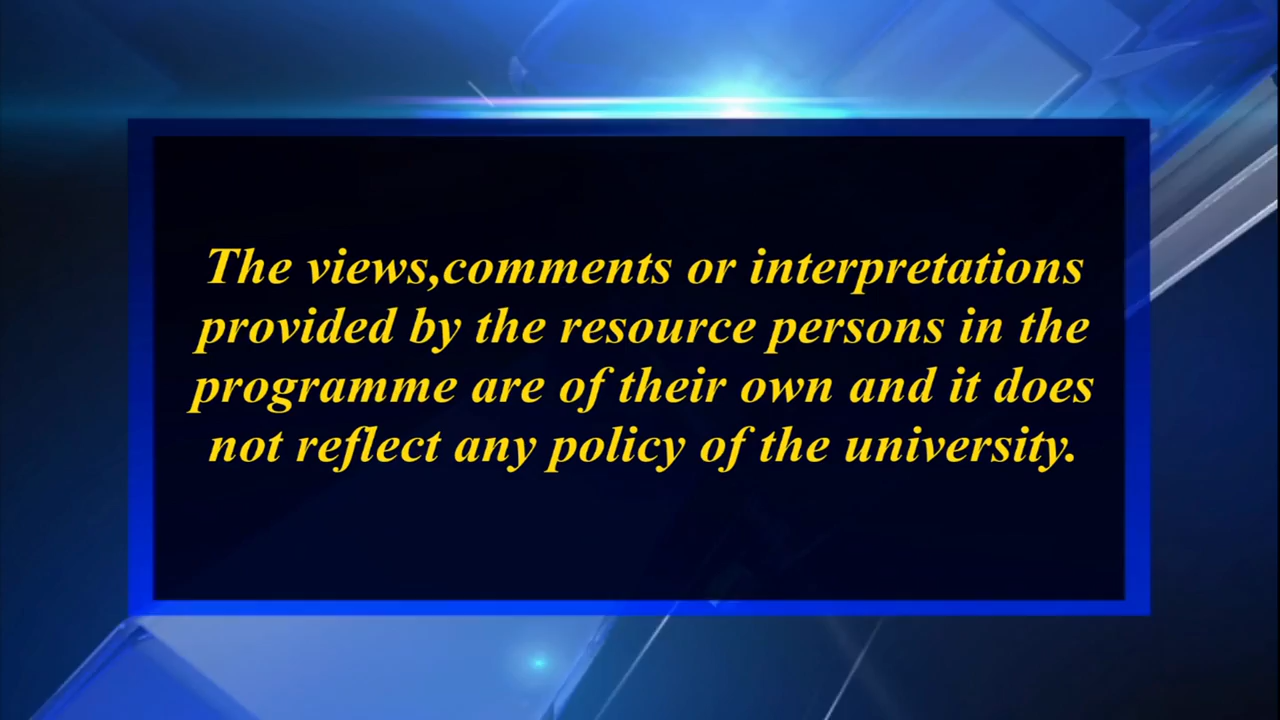 The views,comments or interpretations
provided by the resource persons in the
programme are of their own and it does
not reflect any policy of the university.